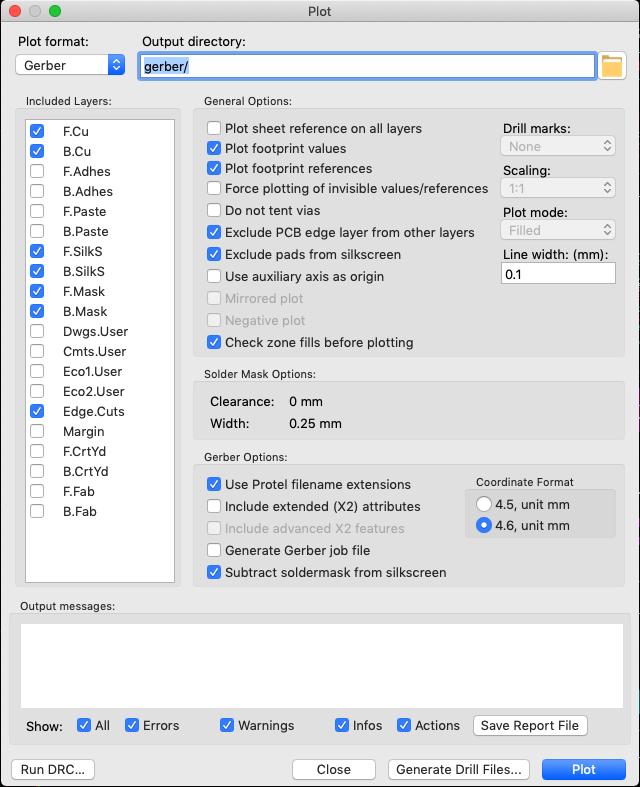 Plot
Plot format:
Output directory:
Gerber
gerber/
Included Layers:
F.Cu
B.Cu
F.Adhes
B.Adhes
F.Paste
B.Paste
F.SilkS
B.SilkS
F.Mask
B.Mask
Dwgs.User
Cmts.User
Eco1.User
Eco2.User
Edge.Cuts
Margin
F.CrtYd
B.CrtYd
F.Fab
B.Fab
General Options:
Plot sheet reference on all layers
Plot footprint values
Plot footprint references
Force plotting of invisible values/references
Do not tent vias
Exclude PCB edge layer from other layers
Exclude pads from silkscreen
Use auxiliary axis as origin
Mirrored plot
Negative plot
Check zone fills before plotting
Drill marks:
None
Scaling:
1:1
Plot mode:
Filled
Line width: (mm):
0.1
Solder Mask Options:
Clearance: 0 mm
Width: 0.25 mm
Gerber Options:
Use Protel filename extensions
Include extended (X2) attributes
Include advanced X2 features
Generate Gerber job file
Subtract soldermask from silkscreen
Coordinate Format
4.5, unit mm
4.6, unit mm
Output messages:
Show: All Errors Warnings Infos Actions Save Report File
Run DRC... Close Generate Drill Files... Plot